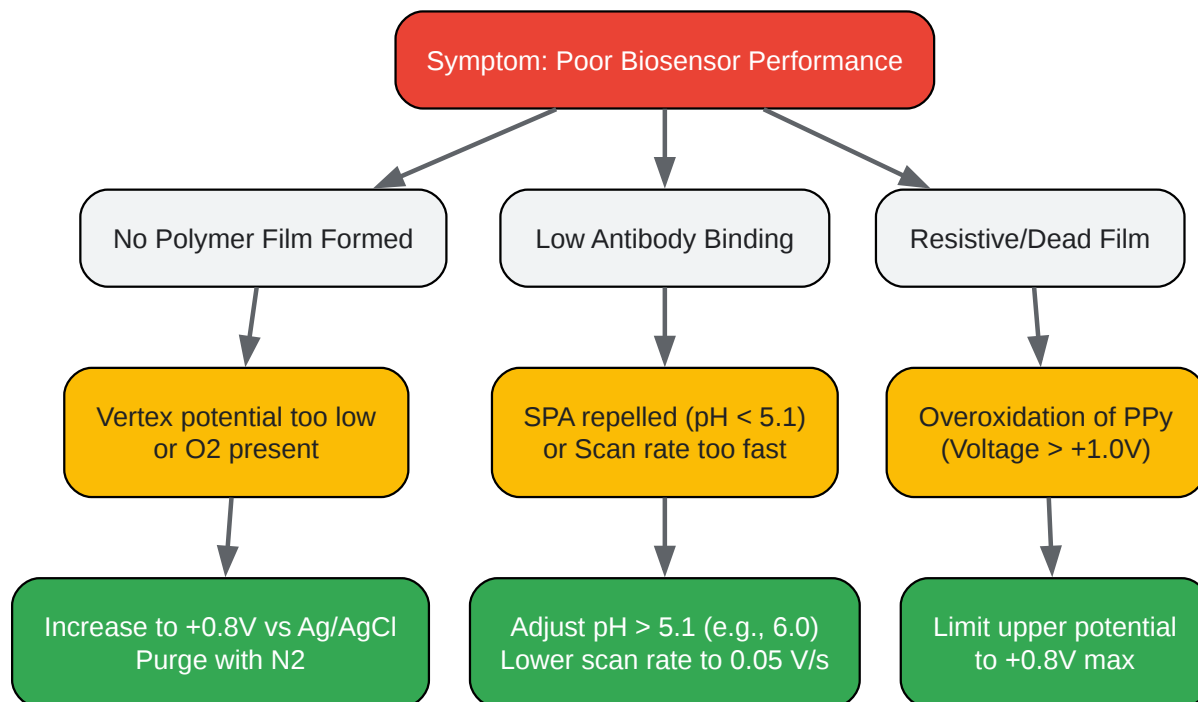 Symptom: Poor Biosensor Performance
No Polymer Film Formed
Low Antibody Binding
Resistive/Dead Film
Vertex potential too low
or O2 present
SPA repelled (pH < 5.1)
or Scan rate too fast
Overoxidation of PPy
(Voltage > +1.0V)
Increase to +0.8V vs Ag/AgCl
Purge with N2
Adjust pH > 5.1 (e.g., 6.0)
Lower scan rate to 0.05 V/s
Limit upper potential
to +0.8V max